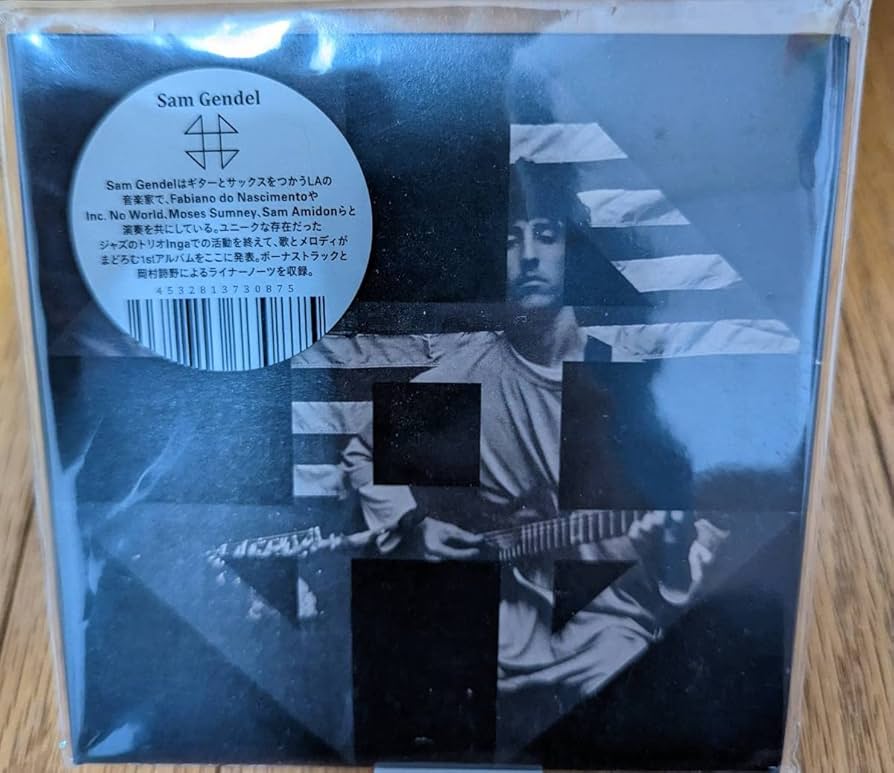 Sam Gendel
Sam GendelはギターとサックスをつかうLAの
音楽家で、Fabiano do Nascimentoや
Inc. No World、Moses Sumney、Sam Amidonらと
演奏を共にしている。ユニークな存在だった
ジャズのトリオIngaでの活動を終えて、歌とメロディが
まどろむ1stアルバムをここに発表。ボーナストラックと
岡村詩野によるライナーノーツを収録。
4532813730875